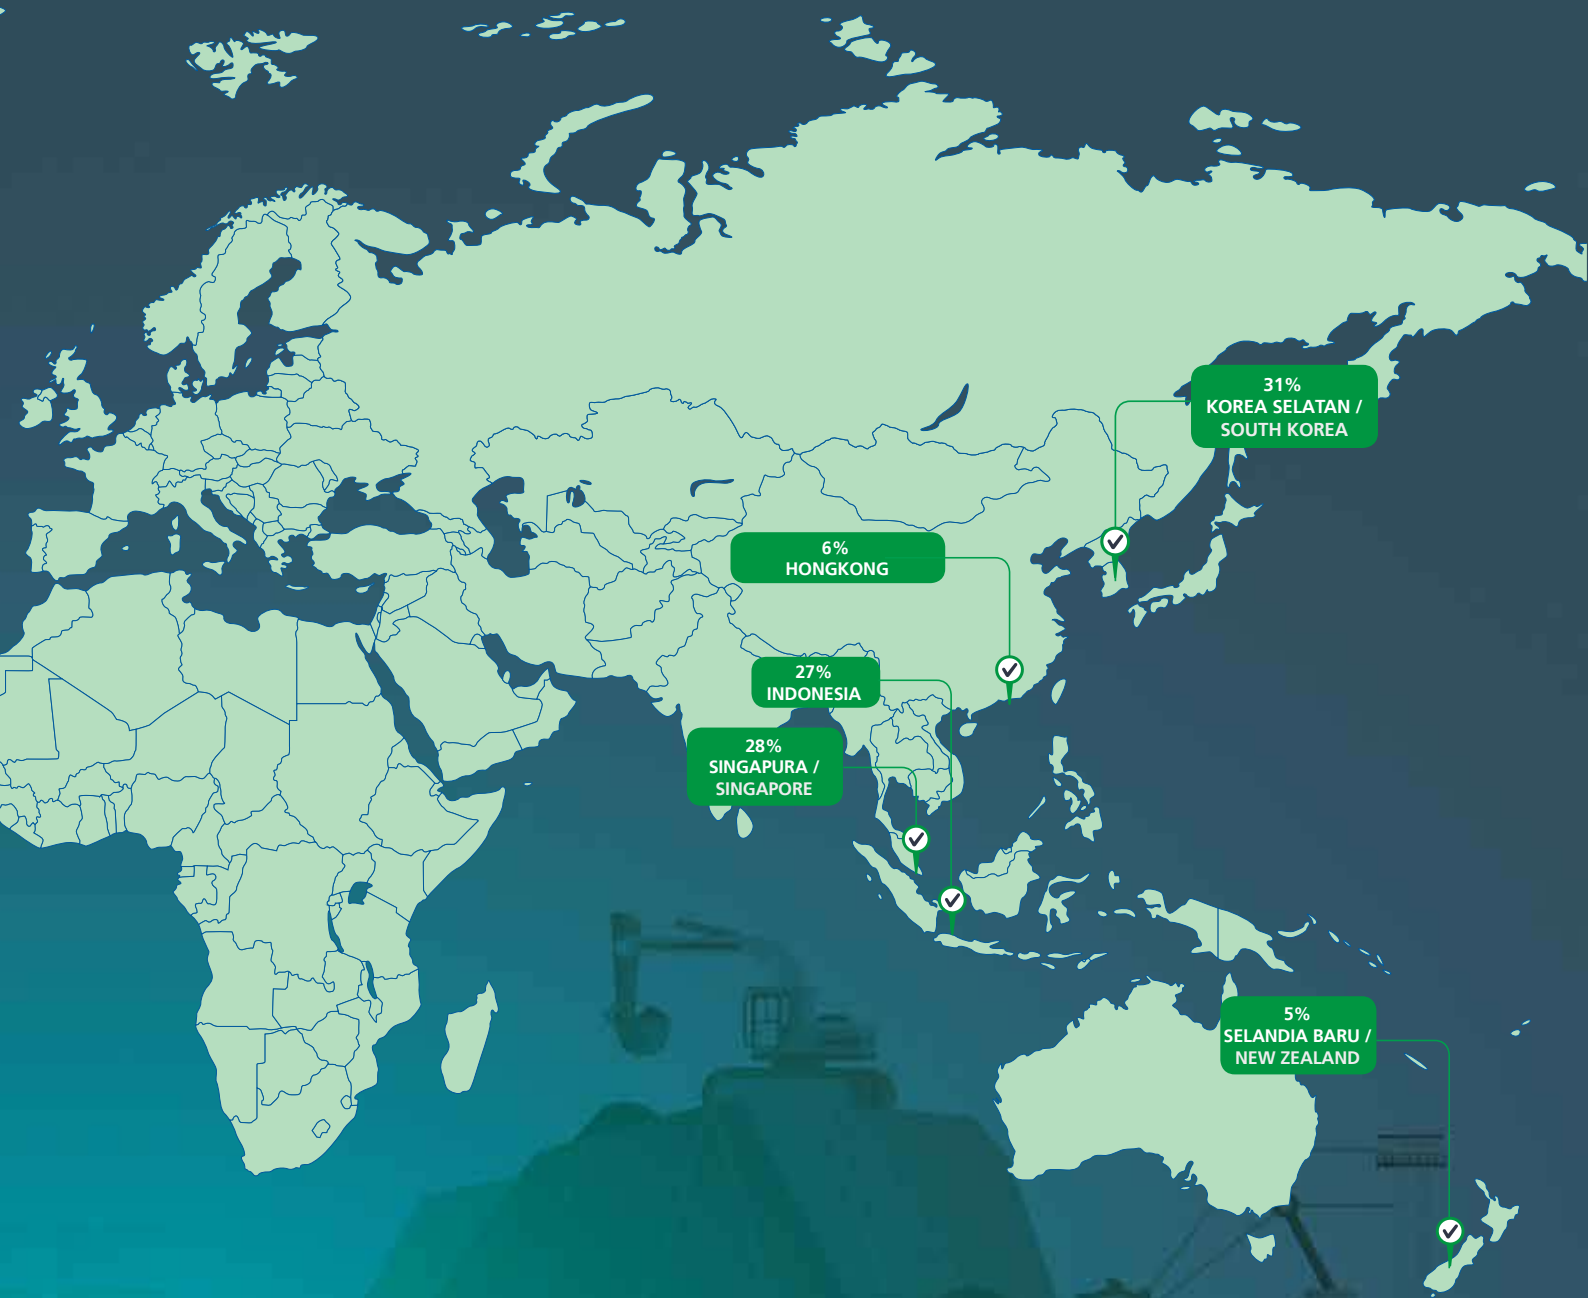 31%
KOREA SELATAN /
SOUTH KOREA
6%
HONGKONG
27%
INDONESIA
28%
SINGAPURA /
SINGAPORE
5%
SELANDIA BARU /
NEW ZEALAND